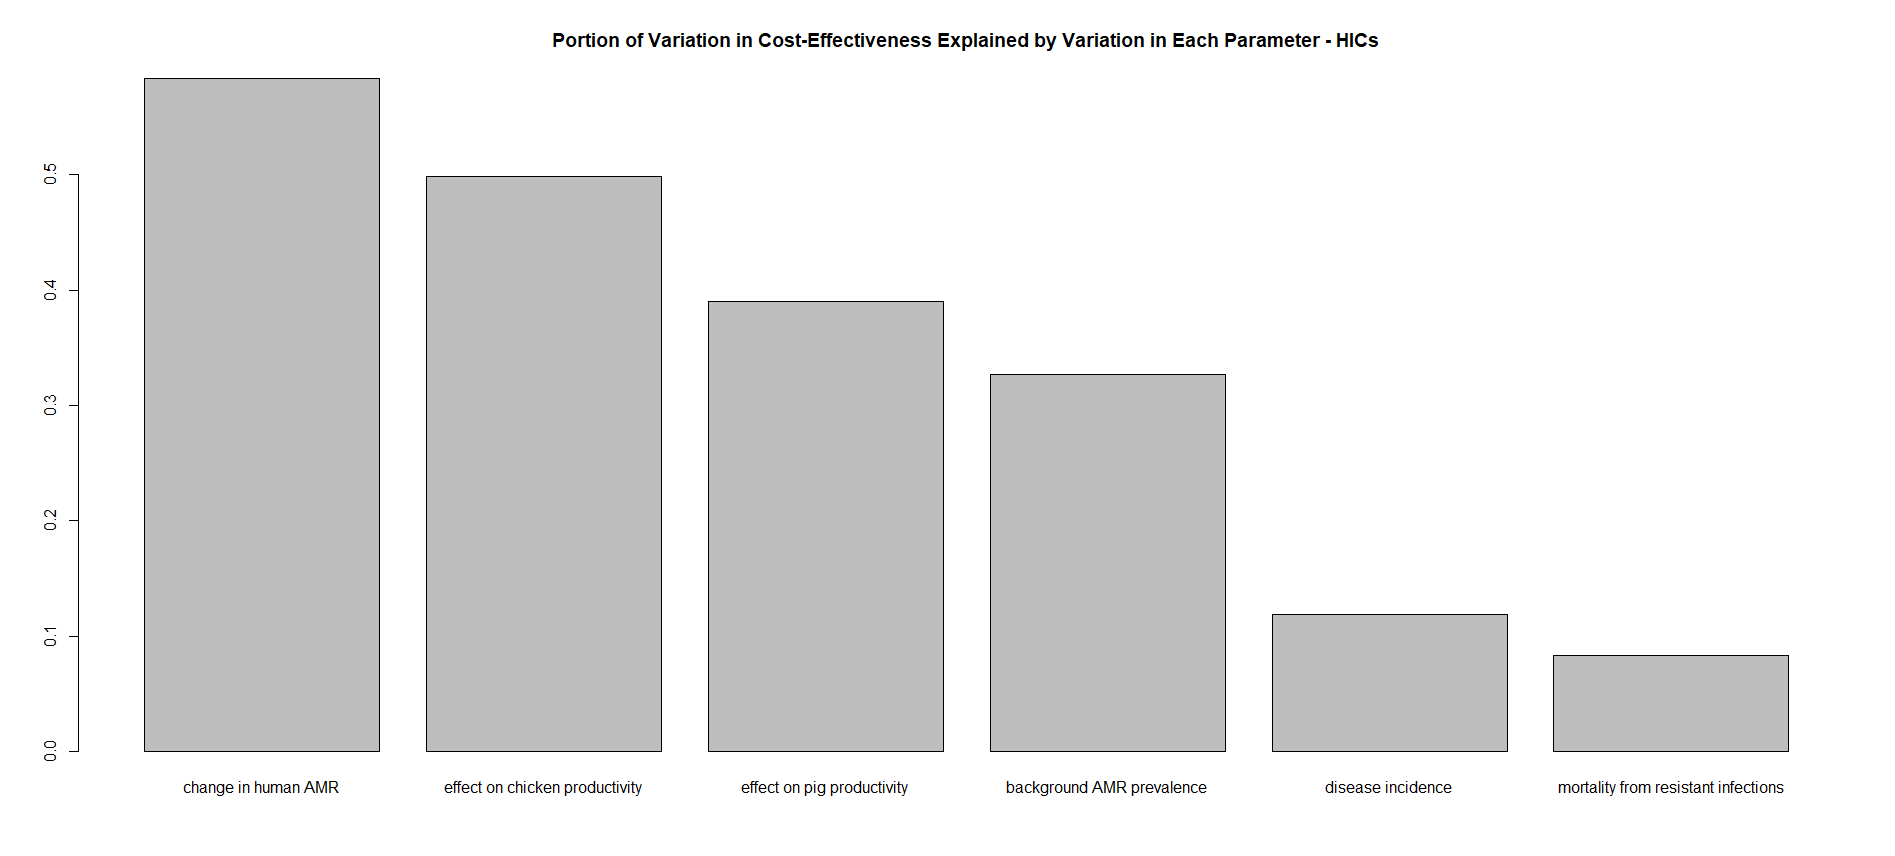 Portion of Variation in Cost-Effectiveness Explained by Variation in Each Parameter - HICs
0.5
0.4
0.3
0.2
0.1
0.0
change in human AMR
effect on chicken productivity
effect on pig productivity
background AMR prevalence
disease incidence
mortality from resistant infections